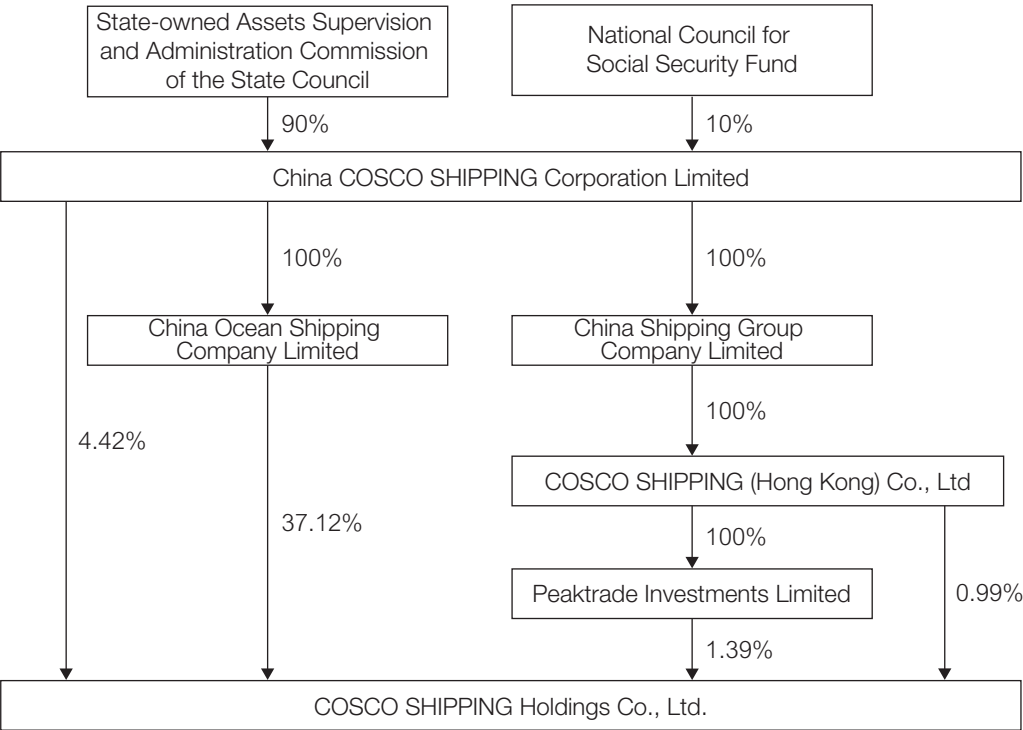 State-owned Assets Supervision
and Administration Commission
of the State Council
National Council for
Social Security Fund
90%
10%
China COSCO SHIPPING Corporation Limited
100%
100%
China Ocean Shipping
Company Limited
China Shipping Group
Company Limited
100%
4.42%
COSCO SHIPPING (Hong Kong) Co., Ltd
37.12%
100%
Peaktrade Investments Limited
0.99%
1.39%
COSCO SHIPPING Holdings Co., Ltd.